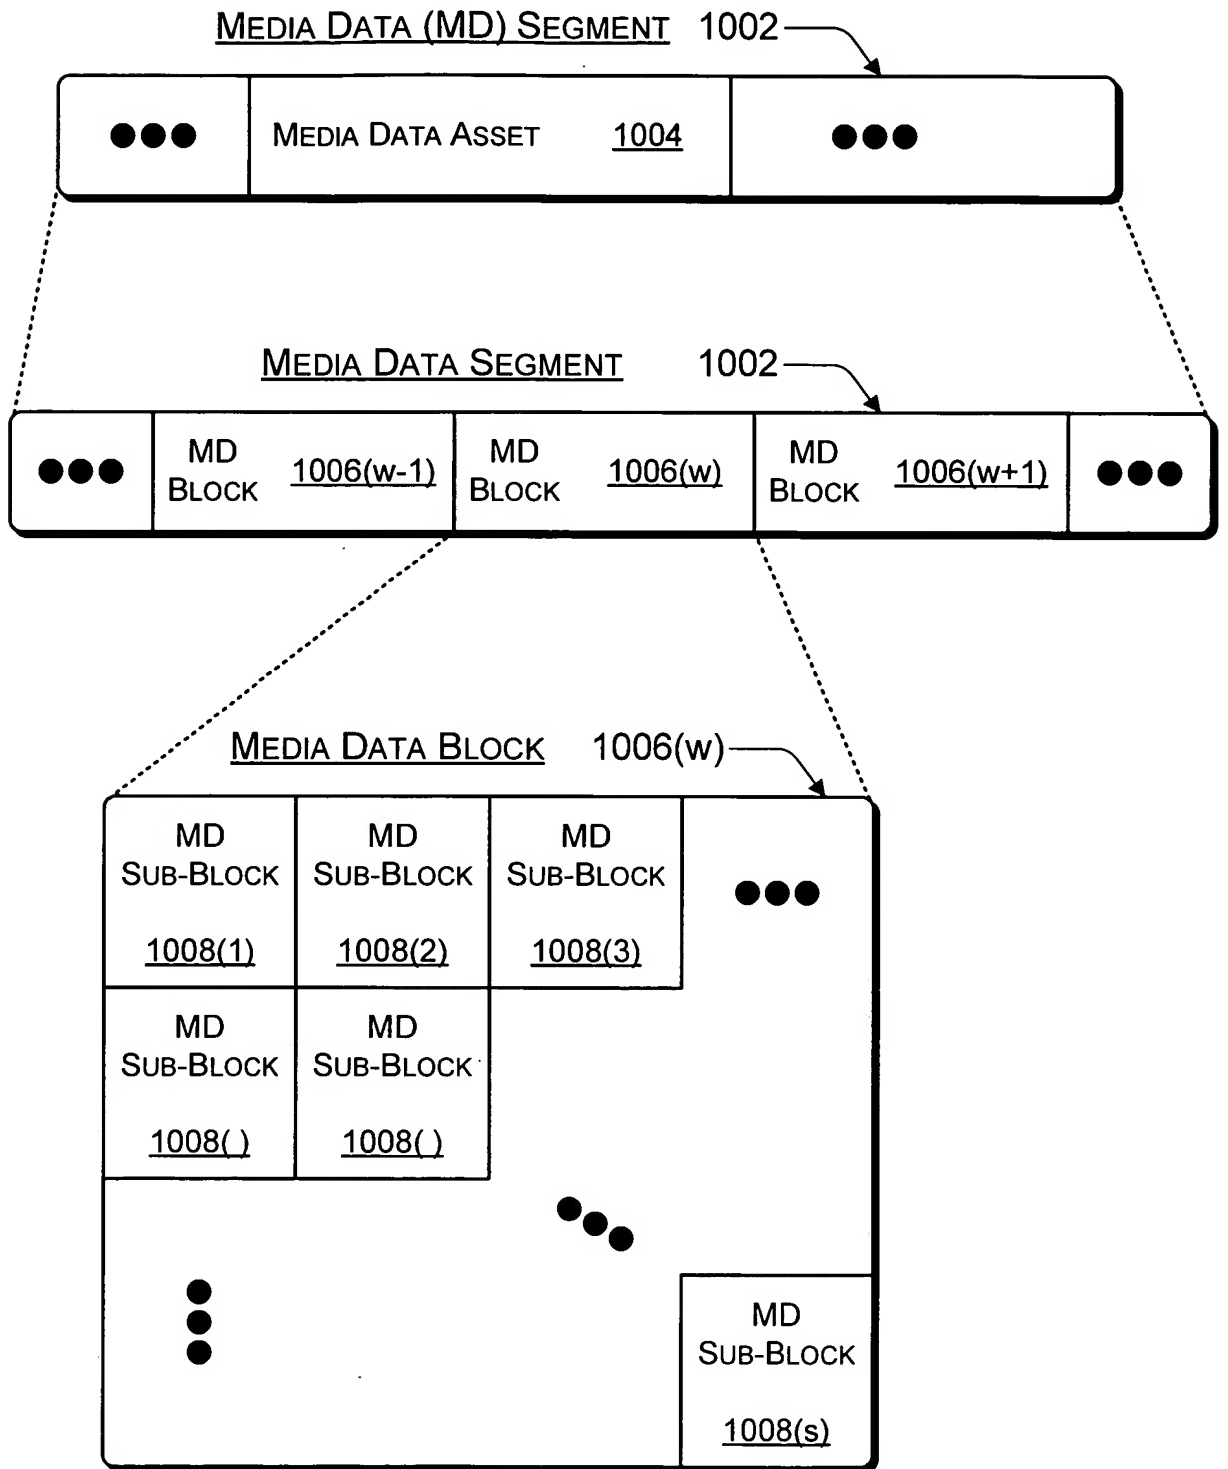 MEDIA DATA (MD) SEGMENT 1002
MEDIA DATA ASSET 1004
MEDIA DATA SEGMENT 1002
MD BLOCK 1006(w-1)
MD BLOCK 1006(w)
MD BLOCK 1006(w+1)
MEDIA DATA BLOCK 1006(w)
MD
SUB-BLOCK
1008(1)
MD
SUB-BLOCK
1008(2)
MD
SUB-BLOCK
1008(3)
MD
SUB-BLOCK
1008( )
MD
SUB-BLOCK
1008( )
MD
SUB-BLOCK
1008(s)